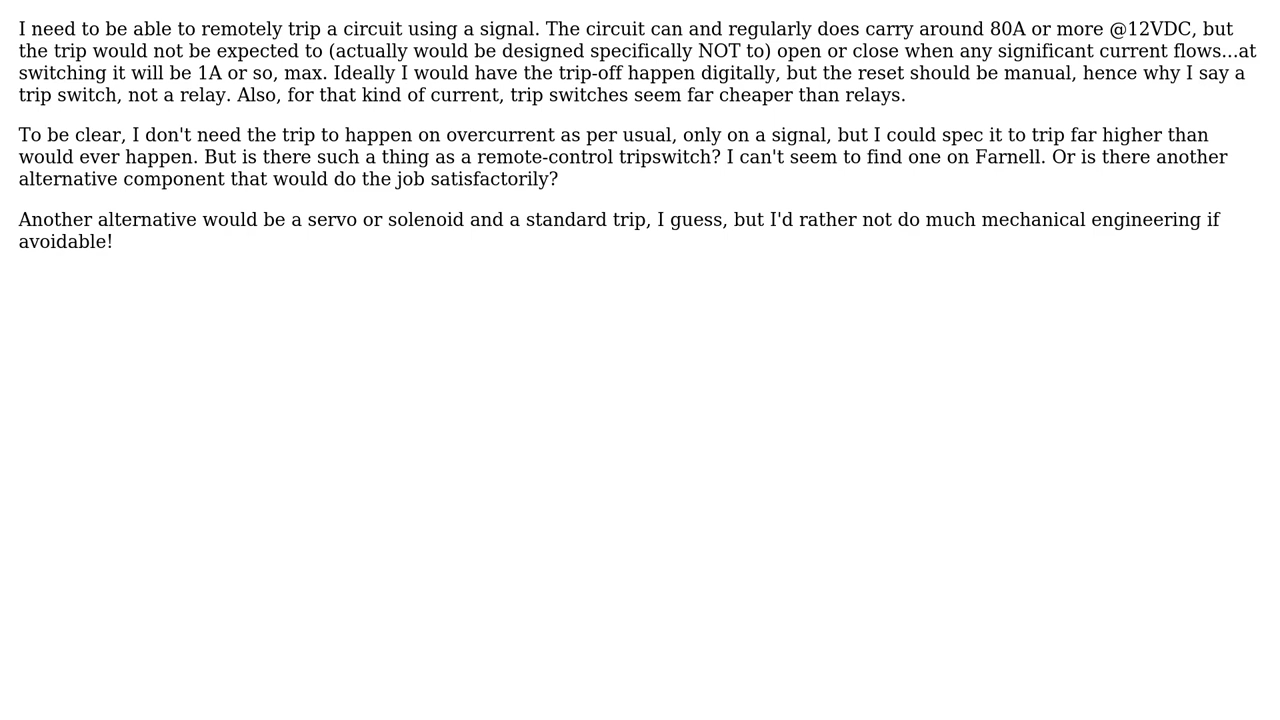 I need to be able to remotely trip a circuit using a signal. The circuit can and regularly does carry around 80A or more @12VDC, but
the trip would not be expected to (actually would be designed specifically NOT to) open or close when any significant current flows...at
switching it will be 1A or so, max. Ideally I would have the trip-off happen digitally, but the reset should be manual, hence why I say a
trip switch, not a relay. Also, for that kind of current, trip switches seem far cheaper than relays.
To be clear, I don't need the trip to happen on overcurrent as per usual, only on a signal, but I could spec it to trip far higher than
would ever happen. But is there such a thing as a remote-control tripswitch? I can't seem to find one on Farnell. Or is there another
alternative component that would do the job satisfactorily?
Another alternative would be a servo or solenoid and a standard trip, I guess, but I'd rather not do much mechanical engineering if
avoidable!